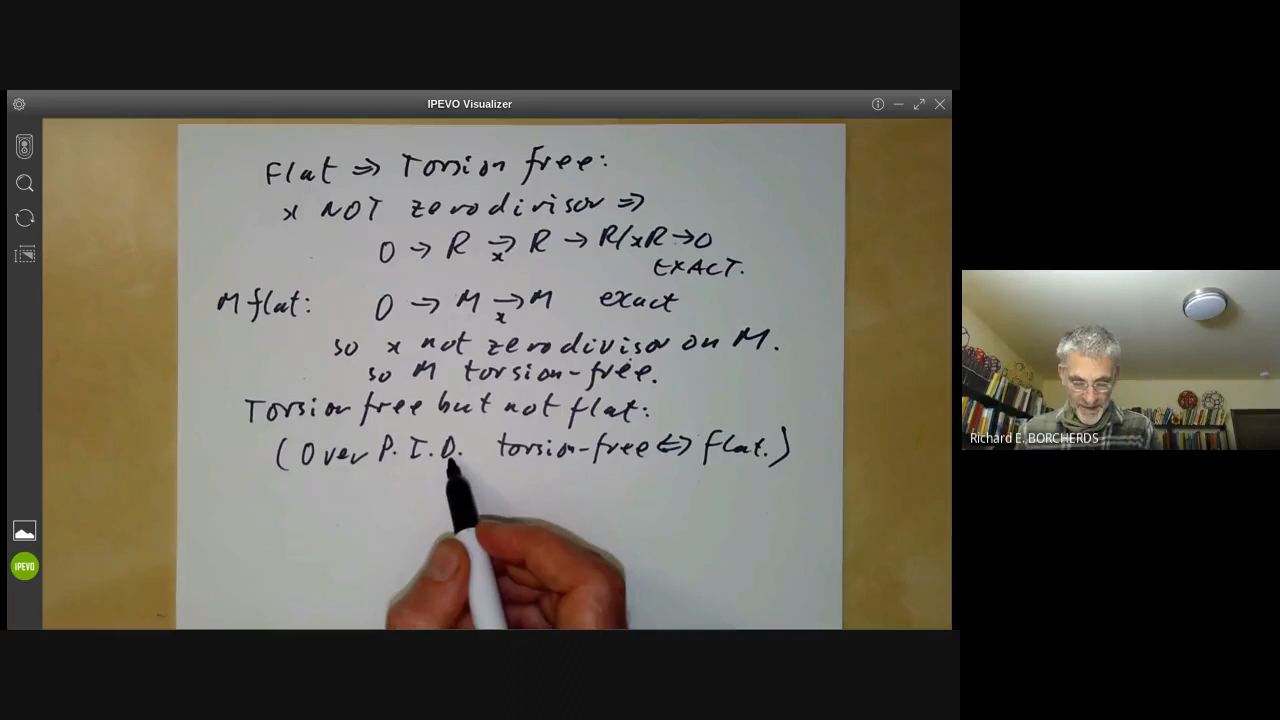 IPEVO Visualizer
Flat ⇒ Torsion free:
x NOT zero divisor ⇒
0 → R →x R → R/xR → 0
EXACT.
M flat: 0 → M →x M exact
so x not zero divisor on M.
so M torsion-free.
Torsion free but not flat:
(Over P.I.D. torsion-free ⇔ flat.)
IPEVO
Richard E. BORCHERDS